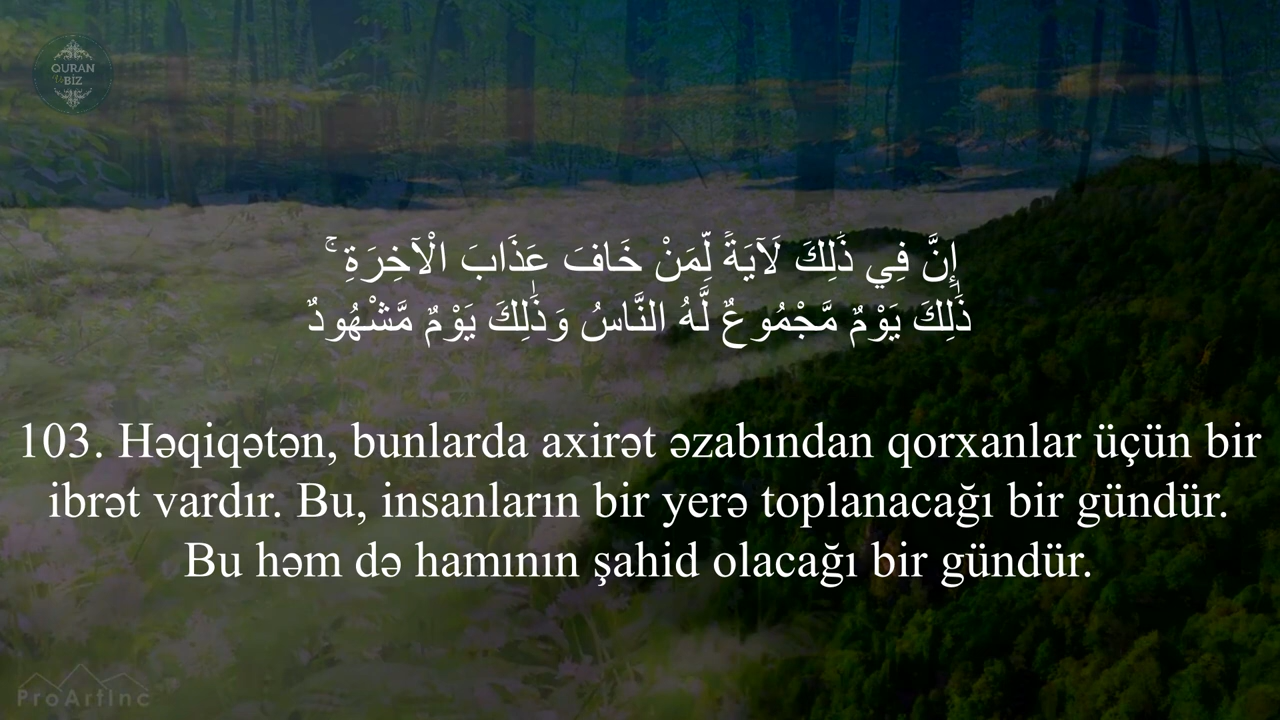 QURAN
BİZ
إِنَّ فِي ذَٰلِكَ لَآيَةً لِّمَنْ خَافَ عَذَابَ الْآخِرَةِ ۚ
ذَٰلِكَ يَوْمٌ مَّجْمُوعٌ لَّهُ النَّاسُ وَذَٰلِكَ يَوْمٌ مَّشْهُودٌ
103. Həqiqətən, bunlarda axirət əzabından qorxanlar üçün bir
ibrət vardır. Bu, insanların bir yerə toplanacağı bir gündür.
Bu həm də hamının şahid olacağı bir gündür.
ProArtInc